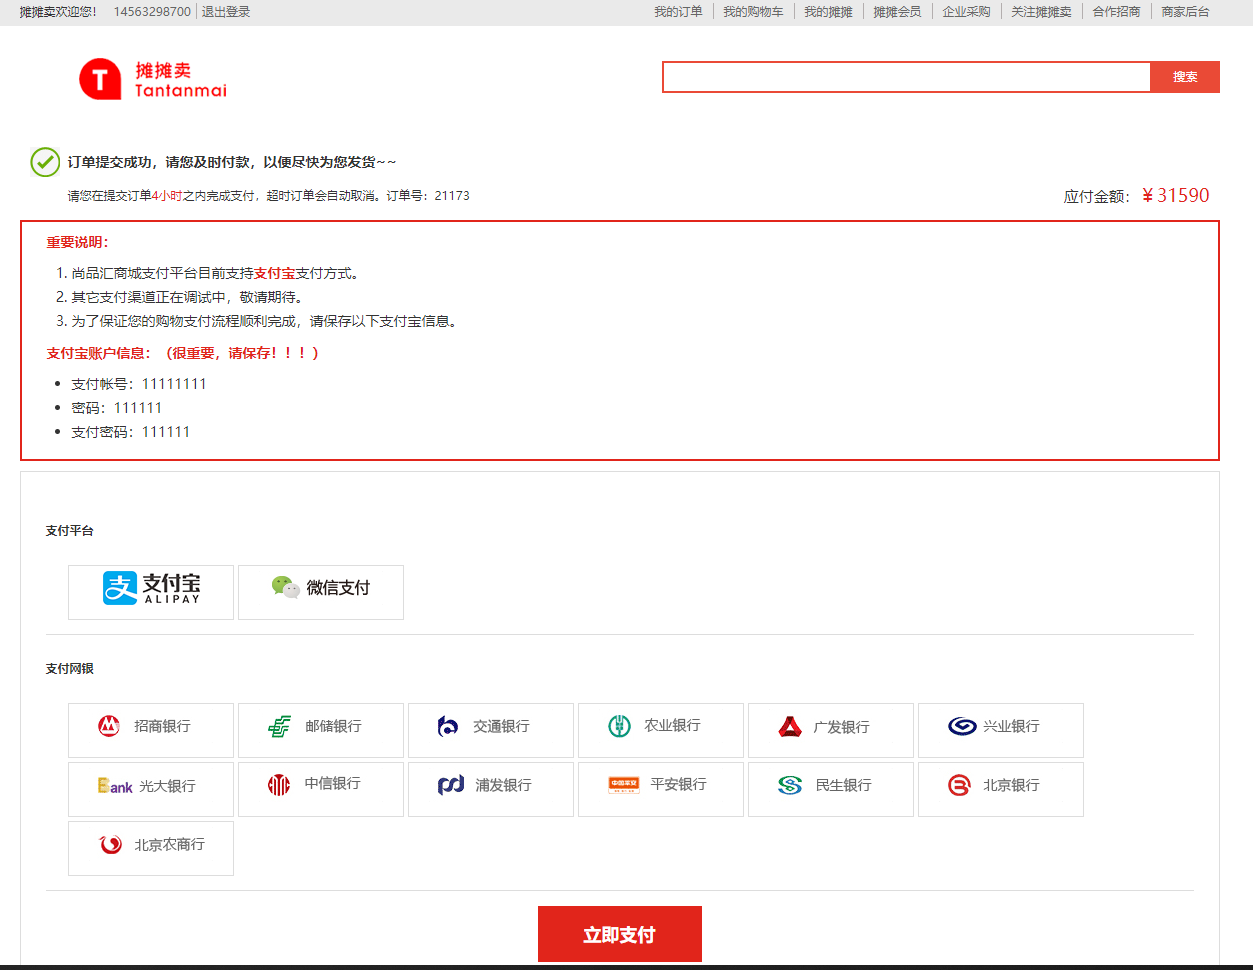 摊摊卖欢迎您! 14563298700 退出登录 我的订单 我的购物车 我的摊摊 摊摊会员 企业采购 关注摊摊卖 合作招商 商家后台
T 摊摊卖
Tantanmai
搜索
订单提交成功，请您及时付款，以便尽快为您发货~~
请您在提交订单4小时之内完成支付，超时订单会自动取消。订单号：21173 应付金额：￥31590
重要说明：
1. 尚品汇商城支付平台目前支持支付宝支付方式。
2. 其它支付渠道正在调试中，敬请期待。
3. 为了保证您的购物支付流程顺利完成，请保存以下支付宝信息。
支付宝账户信息：（很重要，请保存！！！）
支付帐号：11111111
密码：111111
支付密码：111111
支付平台
支 支付宝
ALIPAY
微信支付
支付网银
招商银行 邮储银行 交通银行 农业银行 广发银行 兴业银行
Bank 光大银行 中信银行 浦发银行 中国平安 平安银行 民生银行 北京银行
北京农商行
立即支付